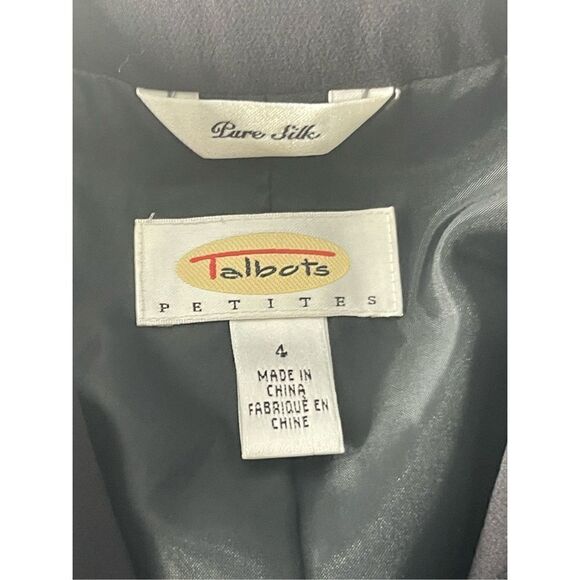 Pure Silk
Talbots
PETITES
4
MADE IN
CHINA
FABRIQUÉ EN
CHINE